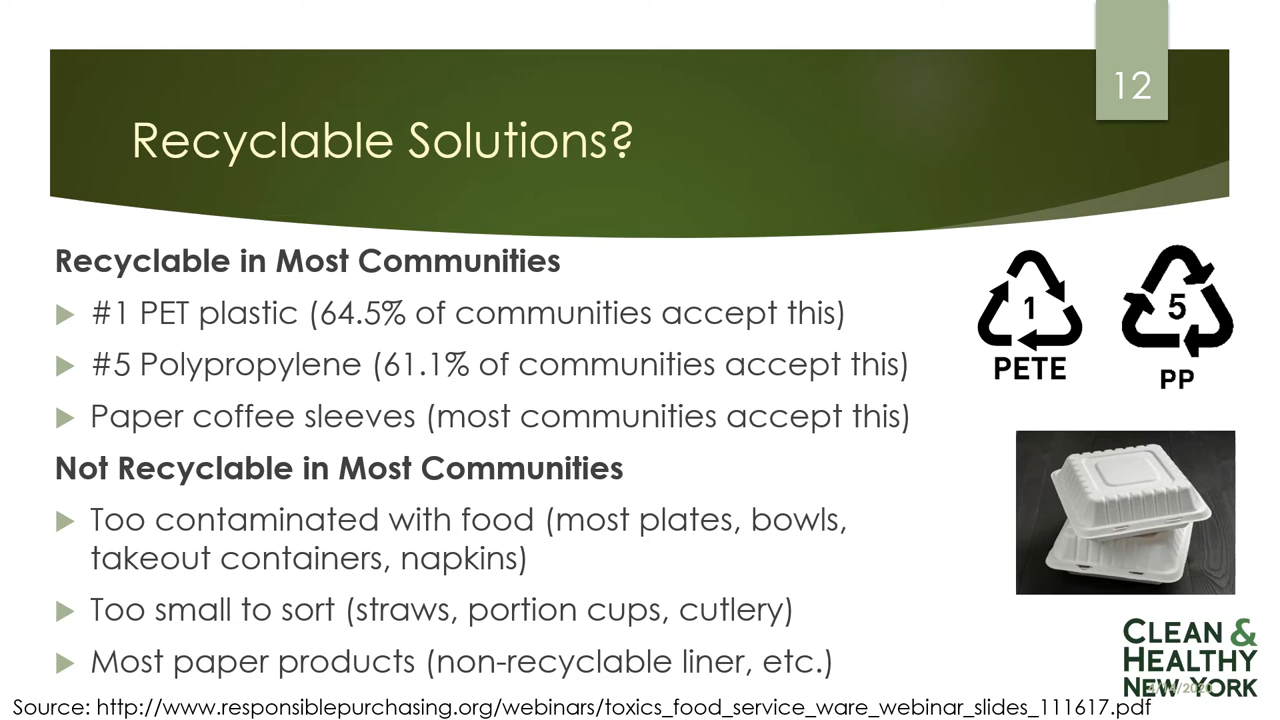 12
Recyclable Solutions?
Recyclable in Most Communities
#1 PET plastic (64.5% of communities accept this)
#5 Polypropylene (61.1% of communities accept this)
Paper coffee sleeves (most communities accept this)
1
PETE
5
PP
Not Recyclable in Most Communities
Too contaminated with food (most plates, bowls,
takeout containers, napkins)
Too small to sort (straws, portion cups, cutlery)
Most paper products (non-recyclable liner, etc.)
CLEAN &
HEALTHY
NEW YORK
Source: http://www.responsiblepurchasing.org/webinars/toxics_food_service_ware_webinar_slides_111617.pdf